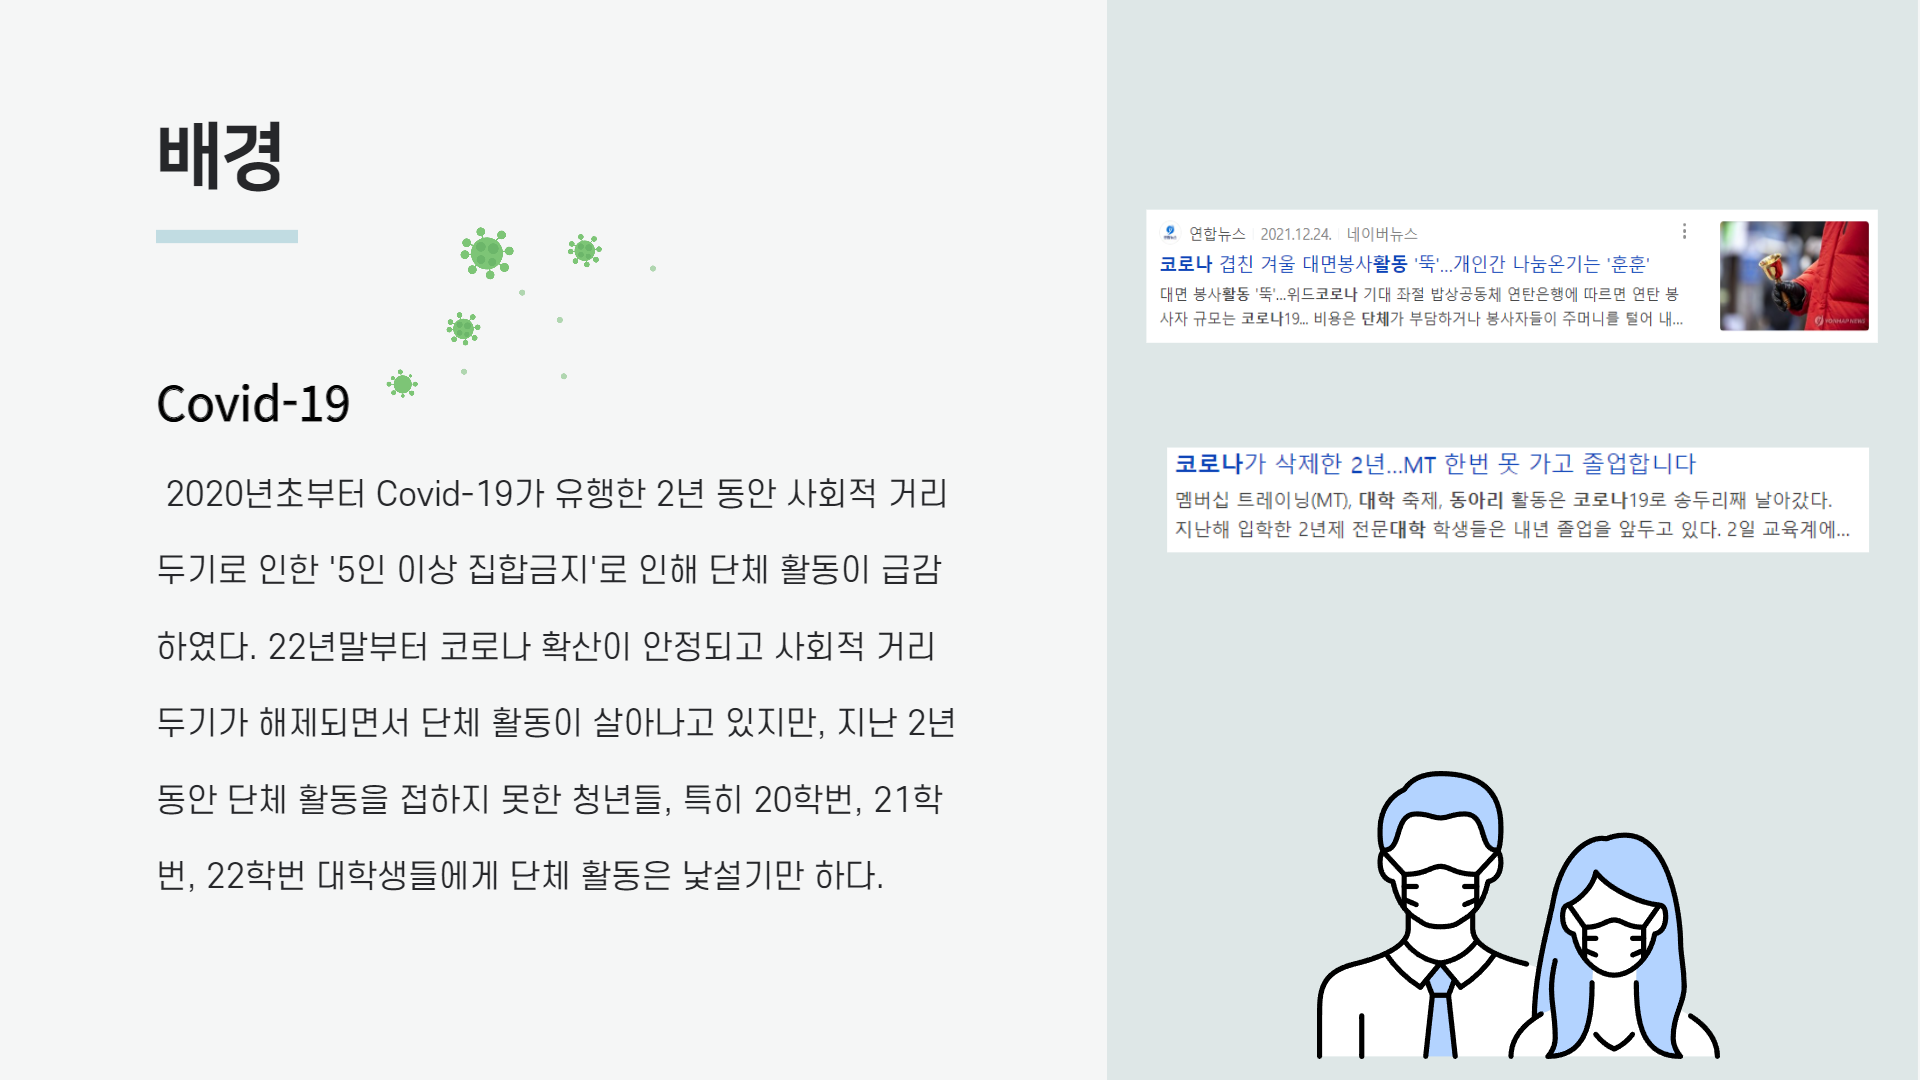 배경
Covid-19
2020년초부터 Covid-19가 유행한 2년 동안 사회적 거리
두기로 인한 '5인 이상 집합금지'로 인해 단체 활동이 급감
하였다. 22년말부터 코로나 확산이 안정되고 사회적 거리
두기가 해제되면서 단체 활동이 살아나고 있지만, 지난 2년
동안 단체 활동을 접하지 못한 청년들, 특히 20학번, 21학
번, 22학번 대학생들에게 단체 활동은 낯설기만 하다.
연합뉴스 2021.12.24. 네이버뉴스
코로나 겹친 겨울 대면봉사활동 '뚝'...개인간 나눔온기는 '훈훈'
대면 봉사활동 '뚝'...위드코로나 기대 좌절 밥상공동체 연탄은행에 따르면 연탄 봉
사자 규모는 코로나19... 비용은 단체가 부담하거나 봉사자들이 주머니를 털어 내...
코로나가 삭제한 2년...MT 한번 못 가고 졸업합니다
멤버십 트레이닝(MT), 대학 축제, 동아리 활동은 코로나19로 송두리째 날아갔다.
지난해 입학한 2년제 전문대학 학생들은 내년 졸업을 앞두고 있다. 2일 교육계에...